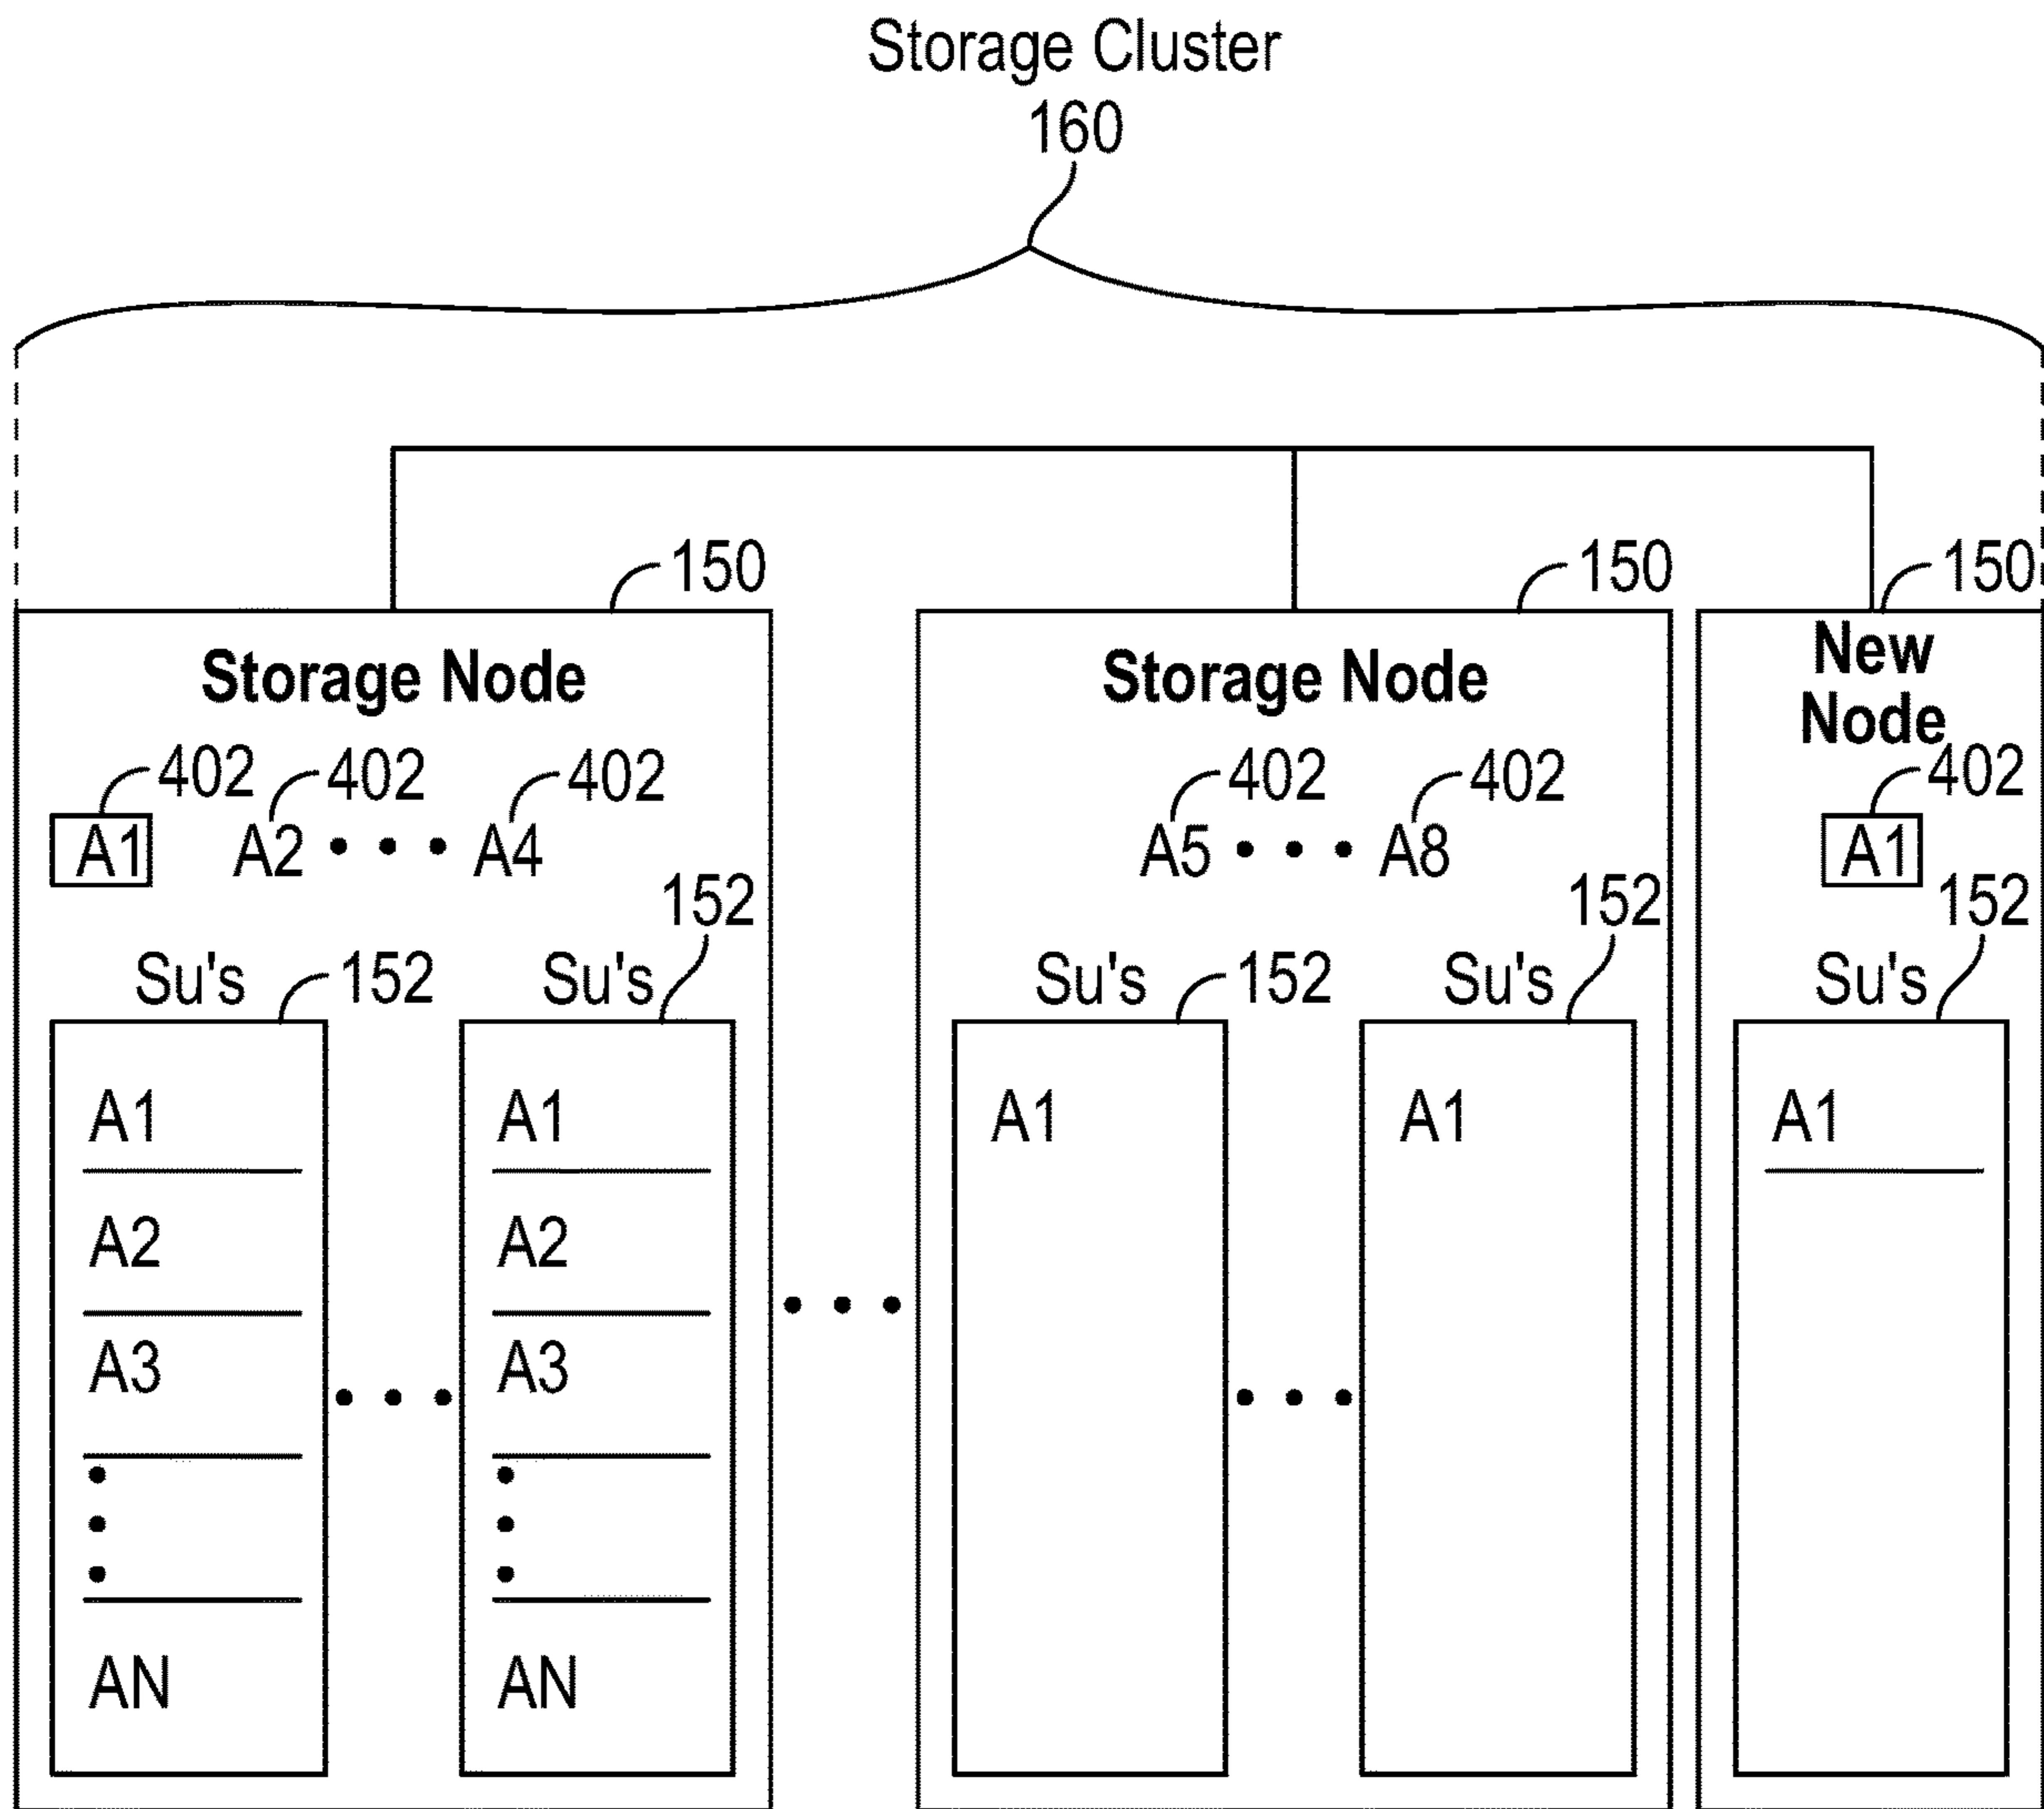 Storage Cluster
160
150 150 150
Storage Node Storage Node New
Node
402 402 402 402 402 402
A1 A2 • • • A4 A5 • • • A8 A1
152 152 152
Su's 152 Su's Su's 152 Su's Su's
A1 A1 A1 A1 A1
A2 A2
• • •
A3 A3
• • • • • •
• •
• •
• •
AN AN